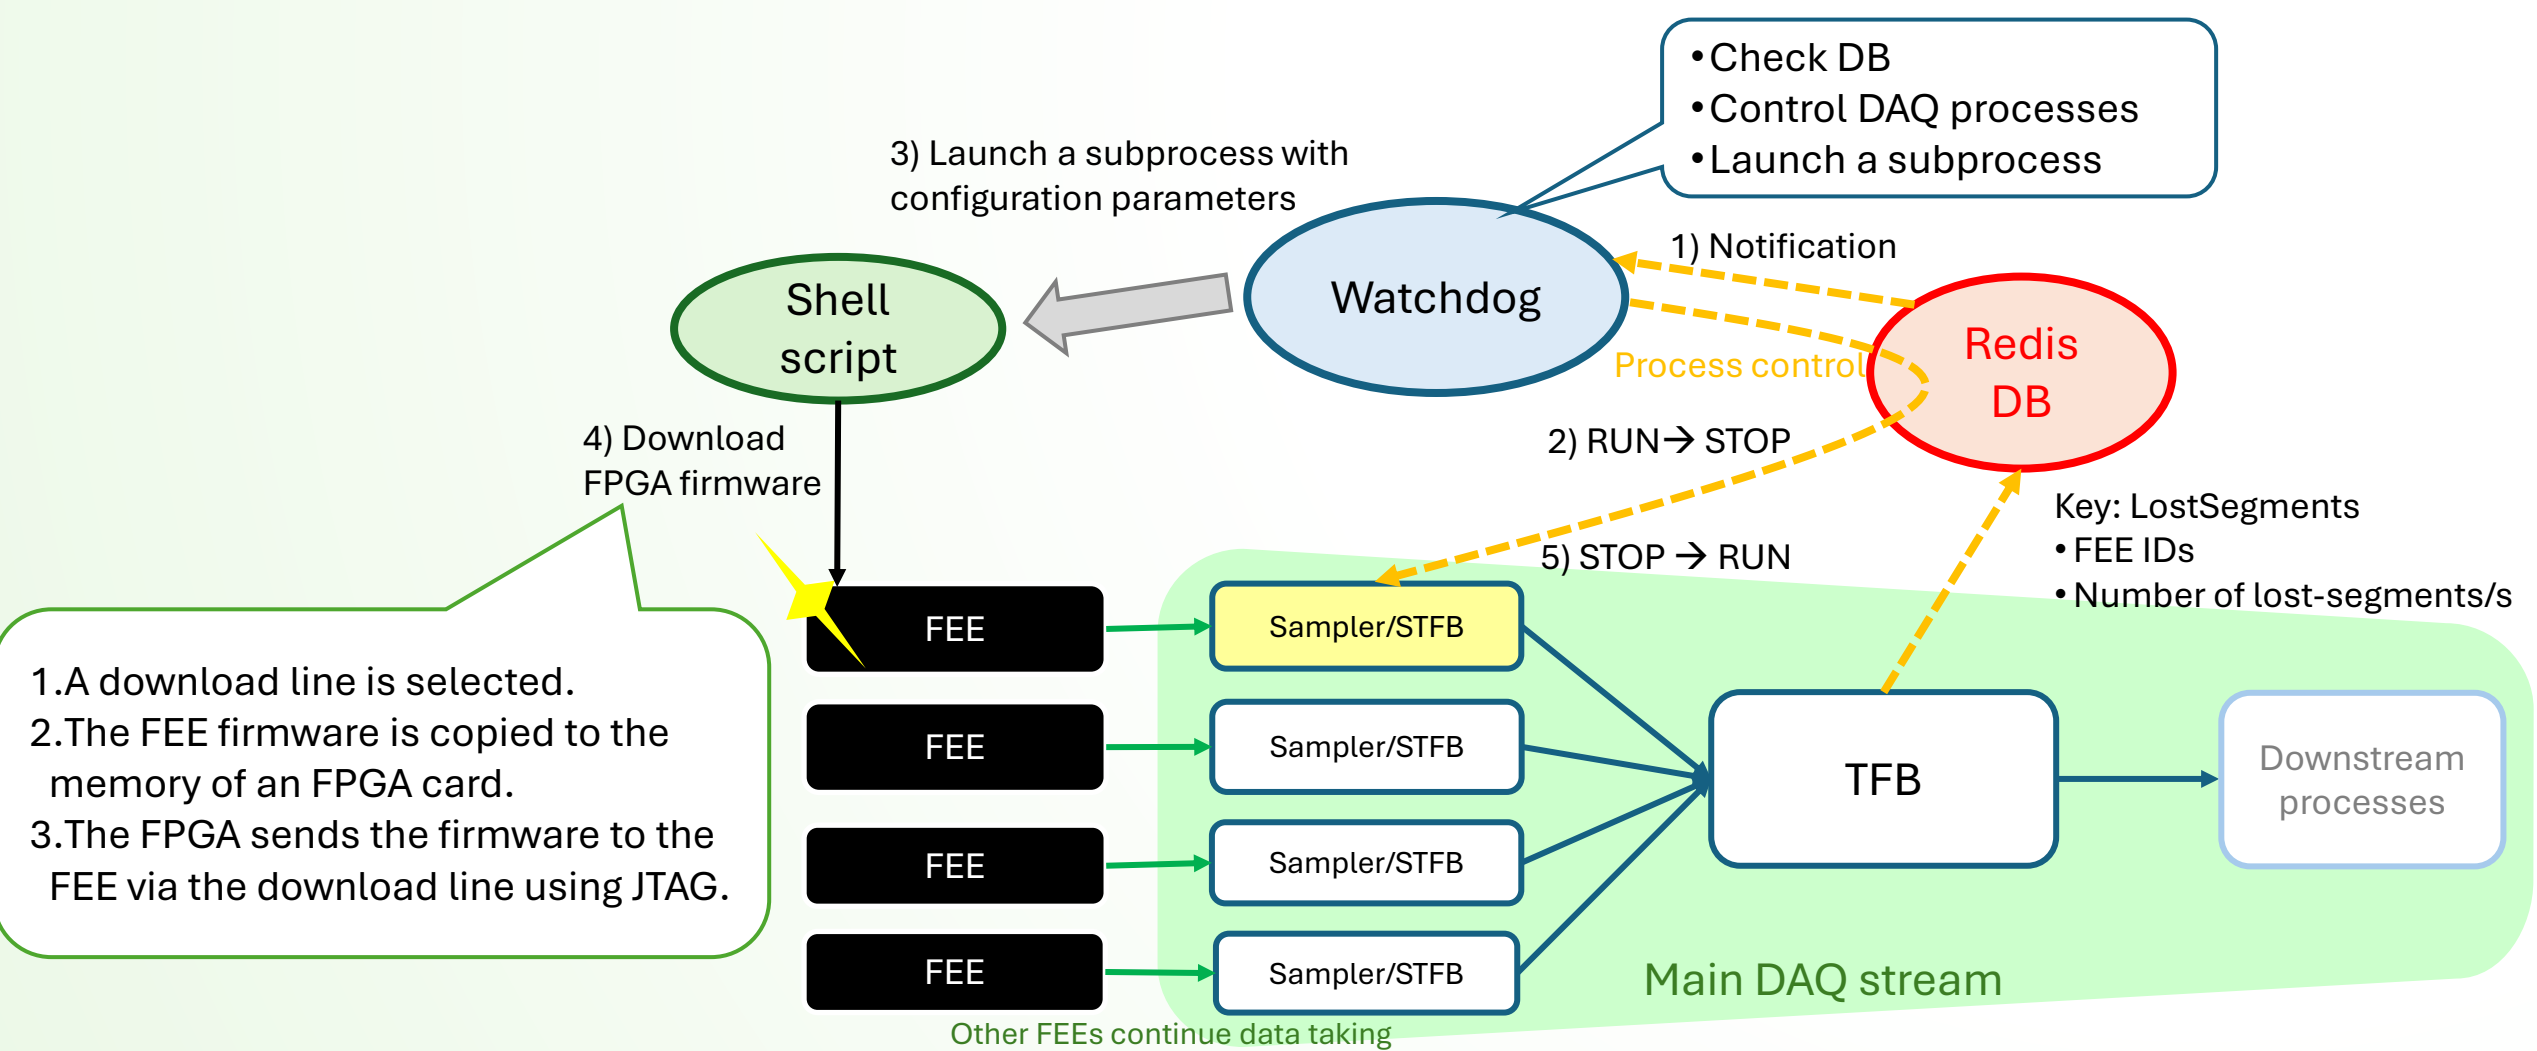 •Check DB
•Control DAQ processes
•Launch a subprocess
3) Launch a subprocess with
configuration parameters
1) Notification
Shell
script
Watchdog
Redis
DB
Process control
4) Download
FPGA firmware
2) RUN→ STOP
5) STOP → RUN
Key: LostSegments
•FEE IDs
•Number of lost-segments/s
1.A download line is selected.
2.The FEE firmware is copied to the
memory of an FPGA card.
3.The FPGA sends the firmware to the
FEE via the download line using JTAG.
FEE
Sampler/STFB
FEE
Sampler/STFB
FEE
Sampler/STFB
FEE
Sampler/STFB
TFB
Downstream
processes
Main DAQ stream
Other FEEs continue data taking